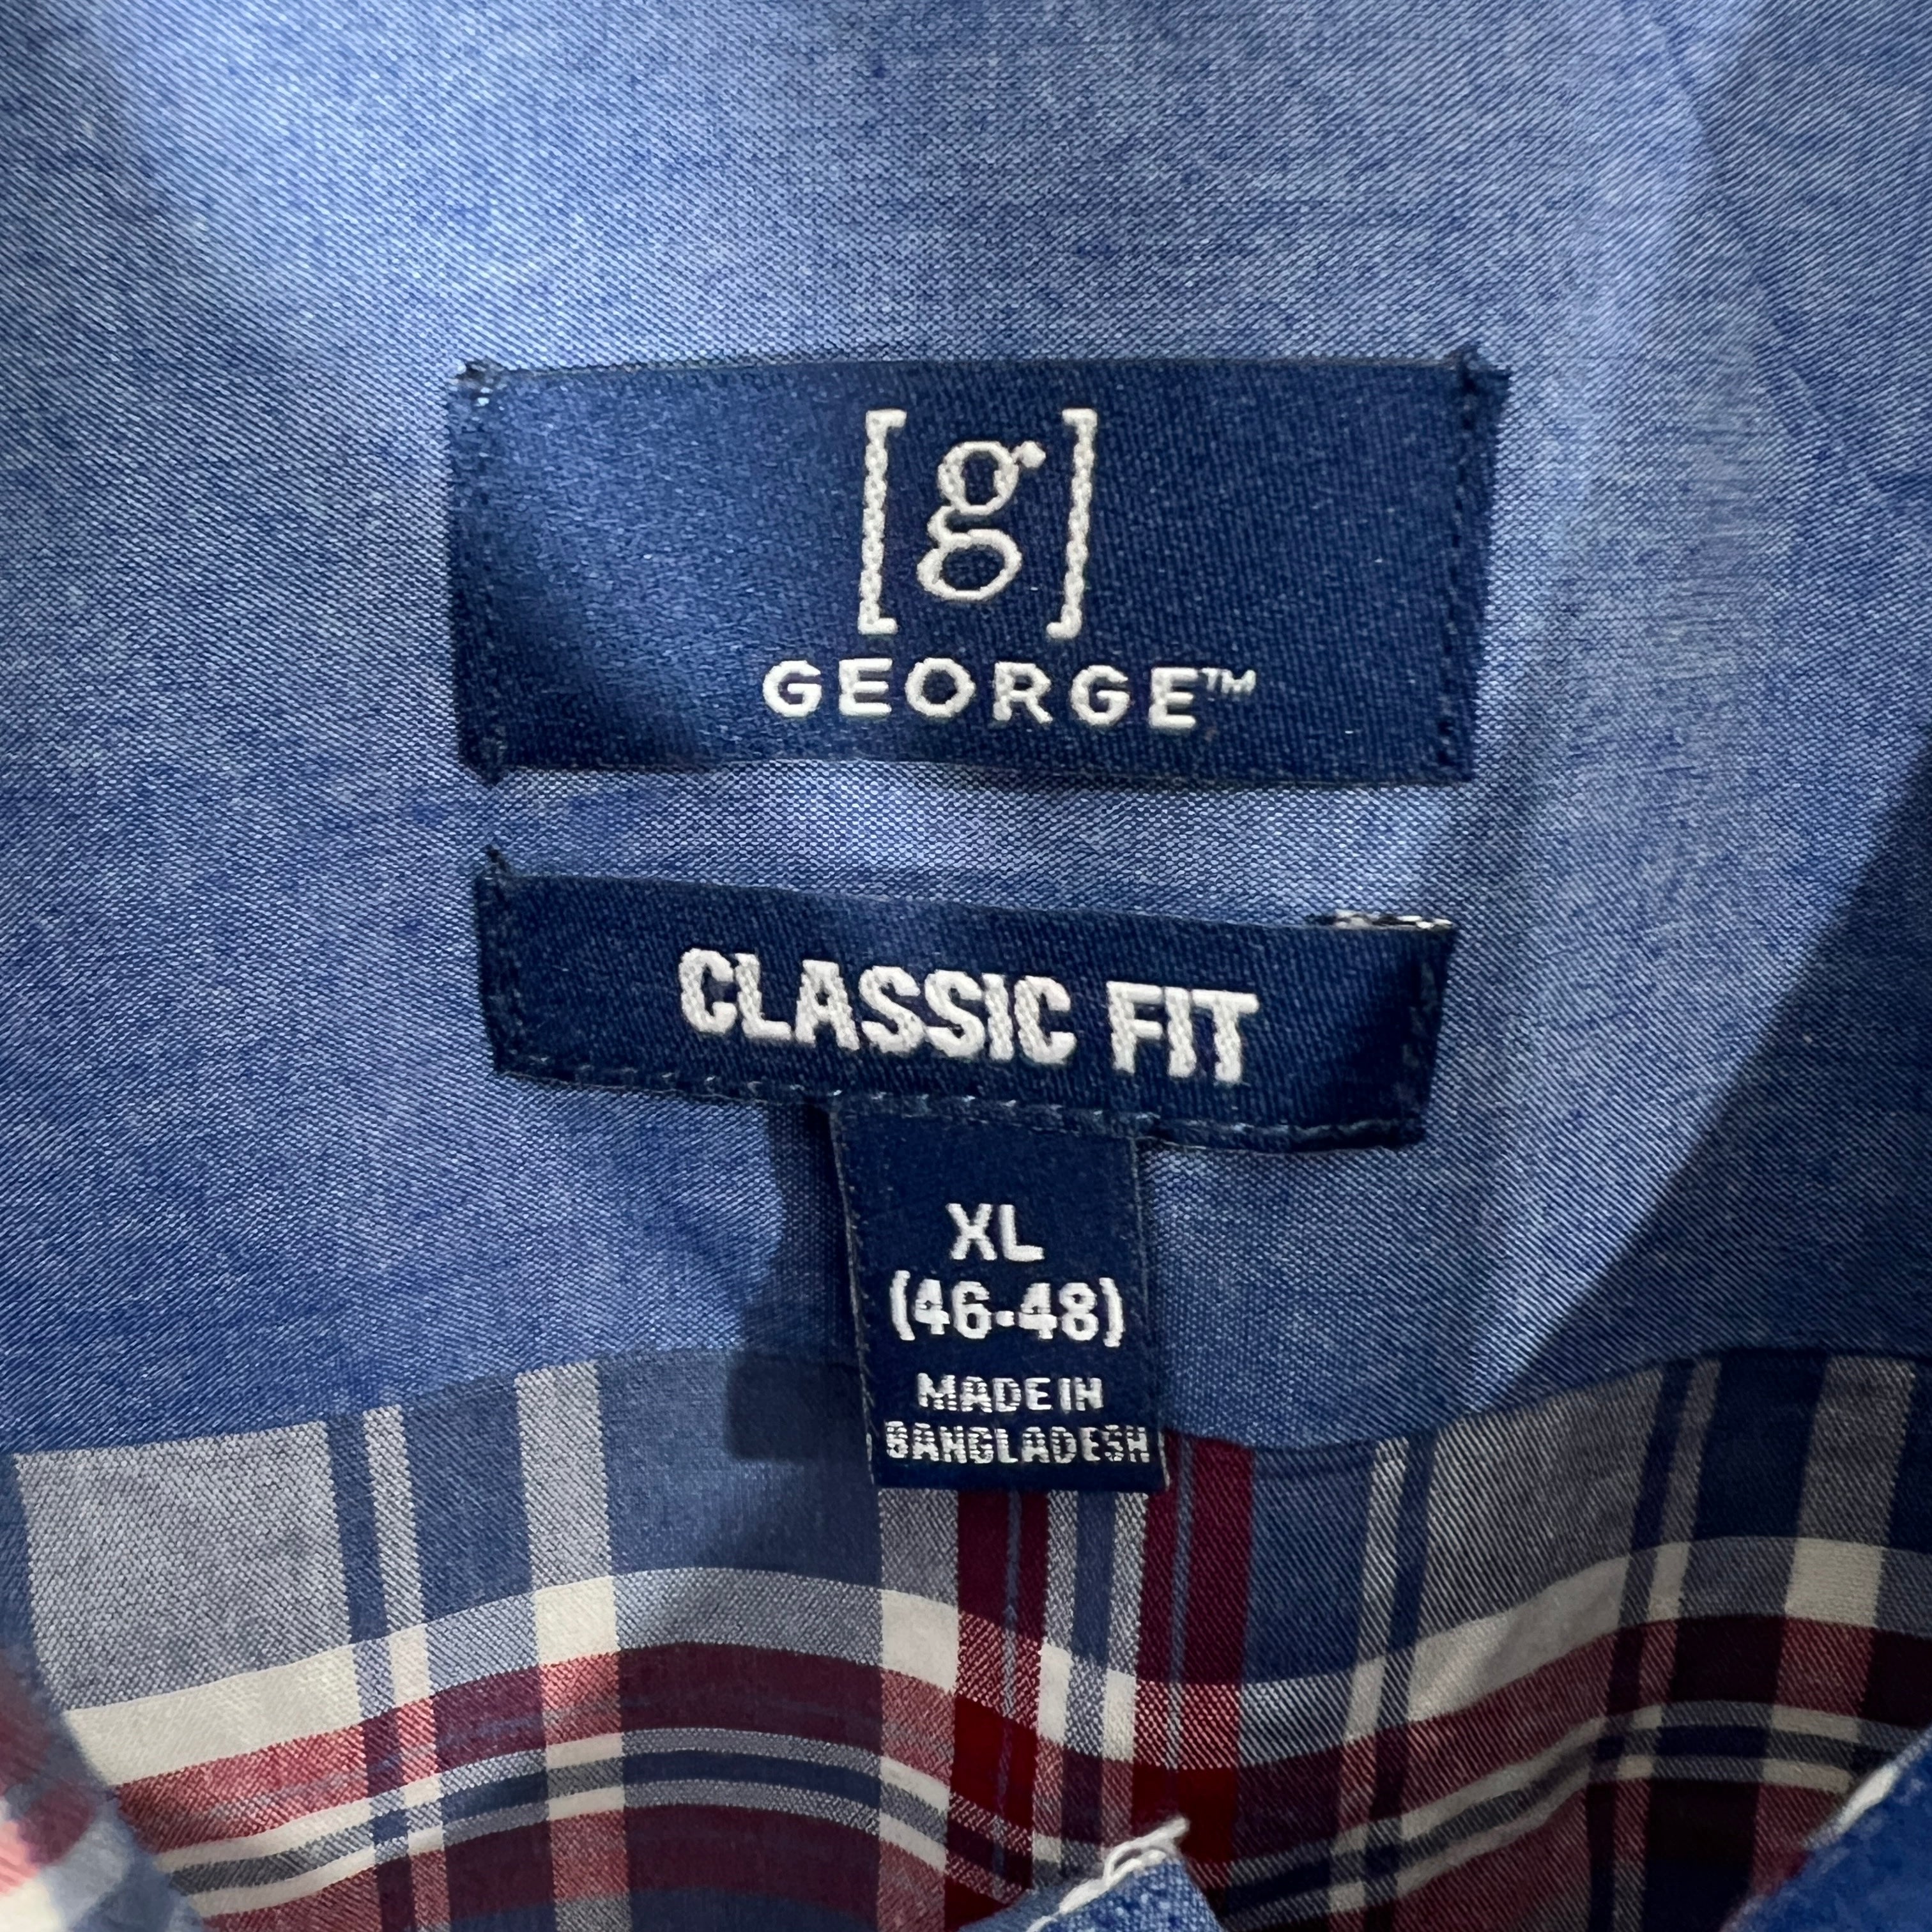 [g]
GEORGE™
CLASSIC FIT
XL
(46-48)
MADE IN
BANGLADESH